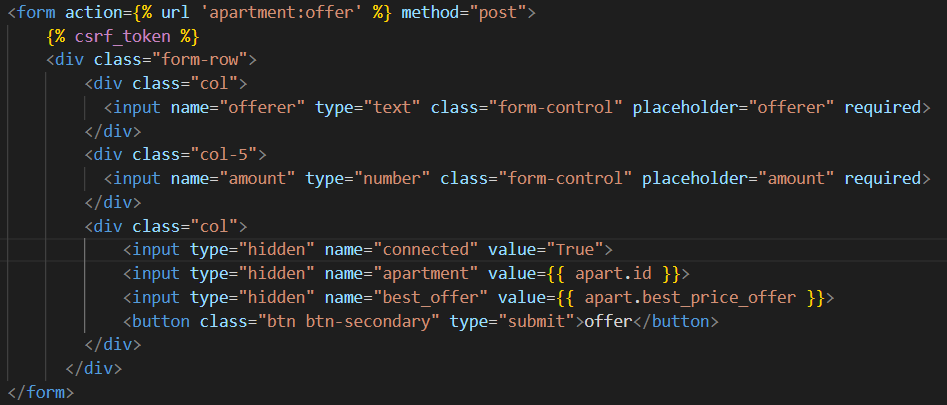 <form action={% url 'apartment:offer' %} method="post">
{% csrf_token %}
<div class="form-row">
<div class="col">
<input name="offerer" type="text" class="form-control" placeholder="offerer" required>
</div>
<div class="col-5">
<input name="amount" type="number" class="form-control" placeholder="amount" required>
</div>
<div class="col">
<input type="hidden" name="connected" value="True">
<input type="hidden" name="apartment" value={{ apart.id }}>
<input type="hidden" name="best_offer" value={{ apart.best_price_offer }}>
<button class="btn btn-secondary" type="submit">offer</button>
</div>
</div>
</form>